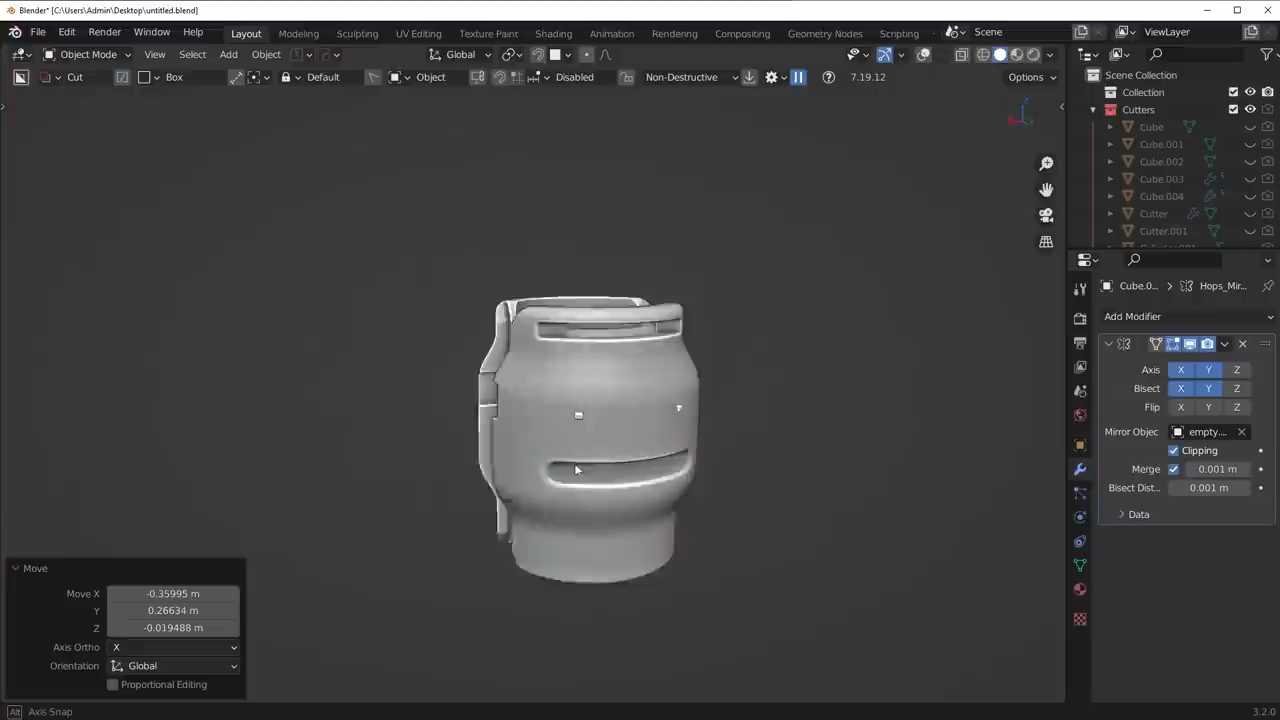 Blender* [C:\Users\Admin\Desktop\untitled.blend]
File Edit Render Window Help Layout Modeling Sculpting UV Editing Texture Paint Shading Animation Rendering Compositing Geometry Nodes Scripting Scene ViewLayer
Object Mode View Select Add Object Global
Cut Box Default Object Disabled Non-Destructive 7.19.12 Options
Scene Collection
Collection
Cutters
Cube
Cube.001
Cube.002
Cube.003
Cube.004
Cutter
Cutter.001
Cube.0... Hops_Mir...
Add Modifier
Axis X Y Z
Bisect X Y Z
Flip X Y Z
Mirror Objec empty....
Clipping
Merge 0.001 m
Bisect Dist... 0.001 m
Data
Move
Move X -0.35995 m
Y 0.26634 m
Z -0.019488 m
Axis Ortho X
Orientation Global
Proportional Editing
Alt Axis Snap
3.2.0